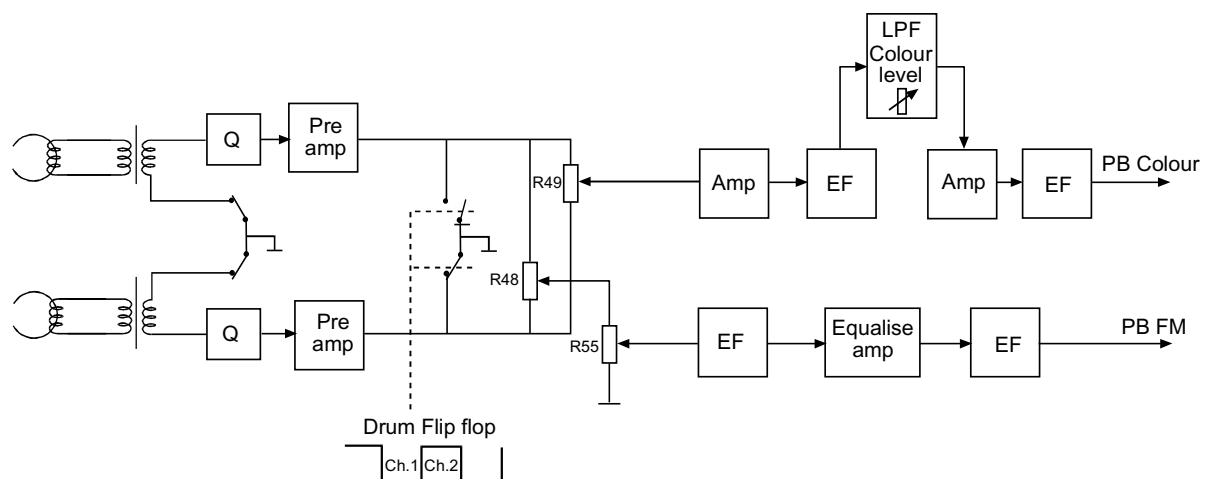 LPF
Colour
level
Q
Pre
amp
R49
Amp
EF
Amp
EF
PB Colour
R48
Q
Pre
amp
R55
EF
Equalise
amp
EF
PB FM
Drum Flip flop
Ch.1
Ch.2